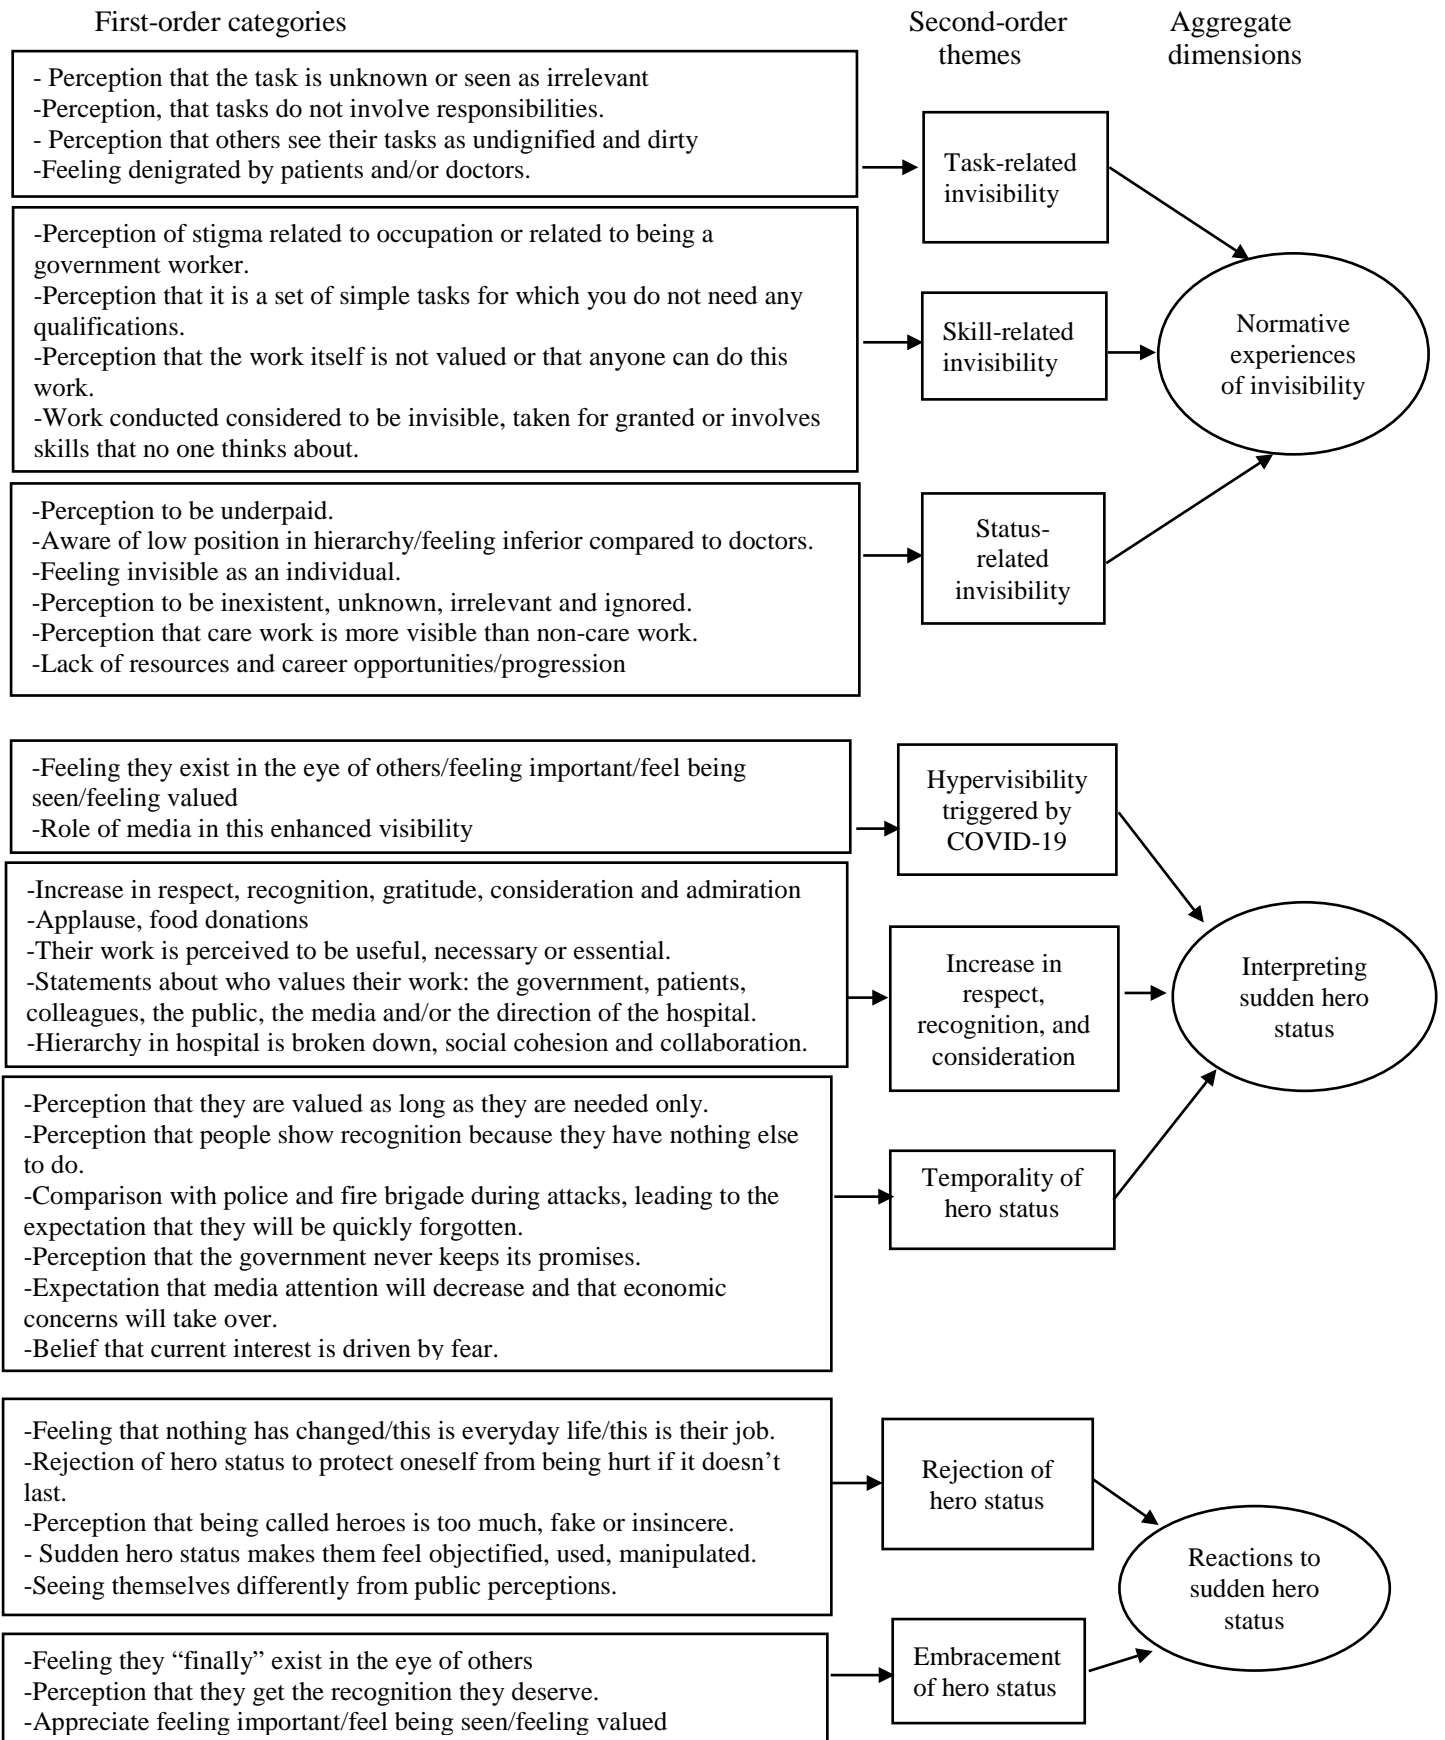 First-order categories
Second-order
themes
Aggregate
dimensions
- Perception that the task is unknown or seen as irrelevant
-Perception, that tasks do not involve responsibilities.
- Perception that others see their tasks as undignified and dirty
-Feeling denigrated by patients and/or doctors.
Task-related
invisibility
-Perception of stigma related to occupation or related to being a
government worker.
-Perception that it is a set of simple tasks for which you do not need any
qualifications.
-Perception that the work itself is not valued or that anyone can do this
work.
-Work conducted considered to be invisible, taken for granted or involves
skills that no one thinks about.
Skill-related
invisibility
Normative
experiences
of invisibility
-Perception to be underpaid.
-Aware of low position in hierarchy/feeling inferior compared to doctors.
-Feeling invisible as an individual.
-Perception to be inexistent, unknown, irrelevant and ignored.
-Perception that care work is more visible than non-care work.
-Lack of resources and career opportunities/progression
Status-
related
invisibility
-Feeling they exist in the eye of others/feeling important/feel being
seen/feeling valued
-Role of media in this enhanced visibility
Hypervisibility
triggered by
COVID-19
-Increase in respect, recognition, gratitude, consideration and admiration
-Applause, food donations
-Their work is perceived to be useful, necessary or essential.
-Statements about who values their work: the government, patients,
colleagues, the public, the media and/or the direction of the hospital.
-Hierarchy in hospital is broken down, social cohesion and collaboration.
Increase in
respect,
recognition, and
consideration
Interpreting
sudden hero
status
-Perception that they are valued as long as they are needed only.
-Perception that people show recognition because they have nothing else
to do.
-Comparison with police and fire brigade during attacks, leading to the
expectation that they will be quickly forgotten.
-Perception that the government never keeps its promises.
-Expectation that media attention will decrease and that economic
concerns will take over.
-Belief that current interest is driven by fear.
Temporality of
hero status
-Feeling that nothing has changed/this is everyday life/this is their job.
-Rejection of hero status to protect oneself from being hurt if it doesn’t
last.
-Perception that being called heroes is too much, fake or insincere.
- Sudden hero status makes them feel objectified, used, manipulated.
-Seeing themselves differently from public perceptions.
Rejection of
hero status
Reactions to
sudden hero
status
-Feeling they “finally” exist in the eye of others
-Perception that they get the recognition they deserve.
-Appreciate feeling important/feel being seen/feeling valued
Embracement
of hero status